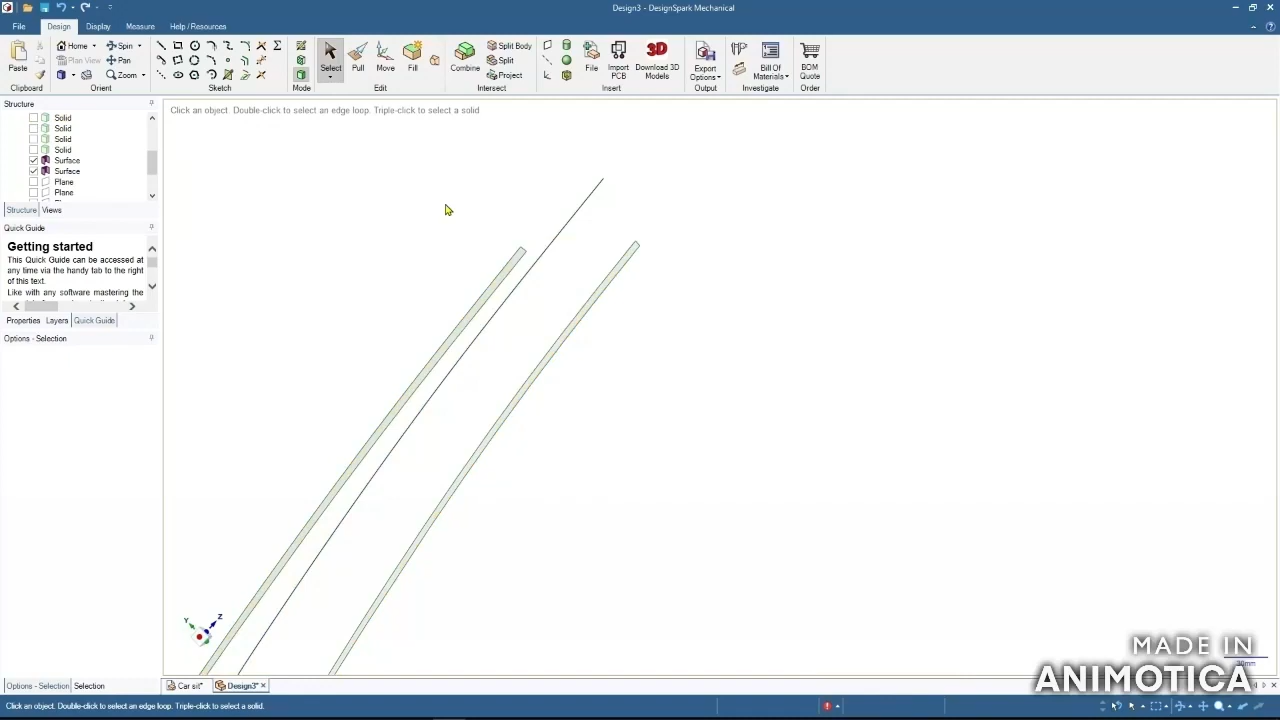 Design3 - DesignSpark Mechanical
File Design Display Measure Help / Resources
Paste
Home Spin
Plan View Pan
Zoom
Select Pull Move Fill
Combine
Split Body
Split
Project
File Import PCB Download 3D Models
Export Options
Bill Of Materials
BOM Quote
Clipboard Orient Sketch Mode Edit Intersect Insert Output Investigate Order
Structure
Click an object. Double-click to select an edge loop. Triple-click to select a solid
Solid
Solid
Solid
Solid
Surface
Surface
Plane
Plane
Structure Views
Quick Guide
Getting started
This Quick Guide can be accessed at
any time via the handy tab to the right
of this text.
Like with any software mastering the
Properties Layers Quick Guide
Options - Selection
Y Z
MADE IN
ANIMOTICA
Options - Selection Selection
Car sit* Design3*
Click an object. Double-click to select an edge loop. Triple-click to select a solid.